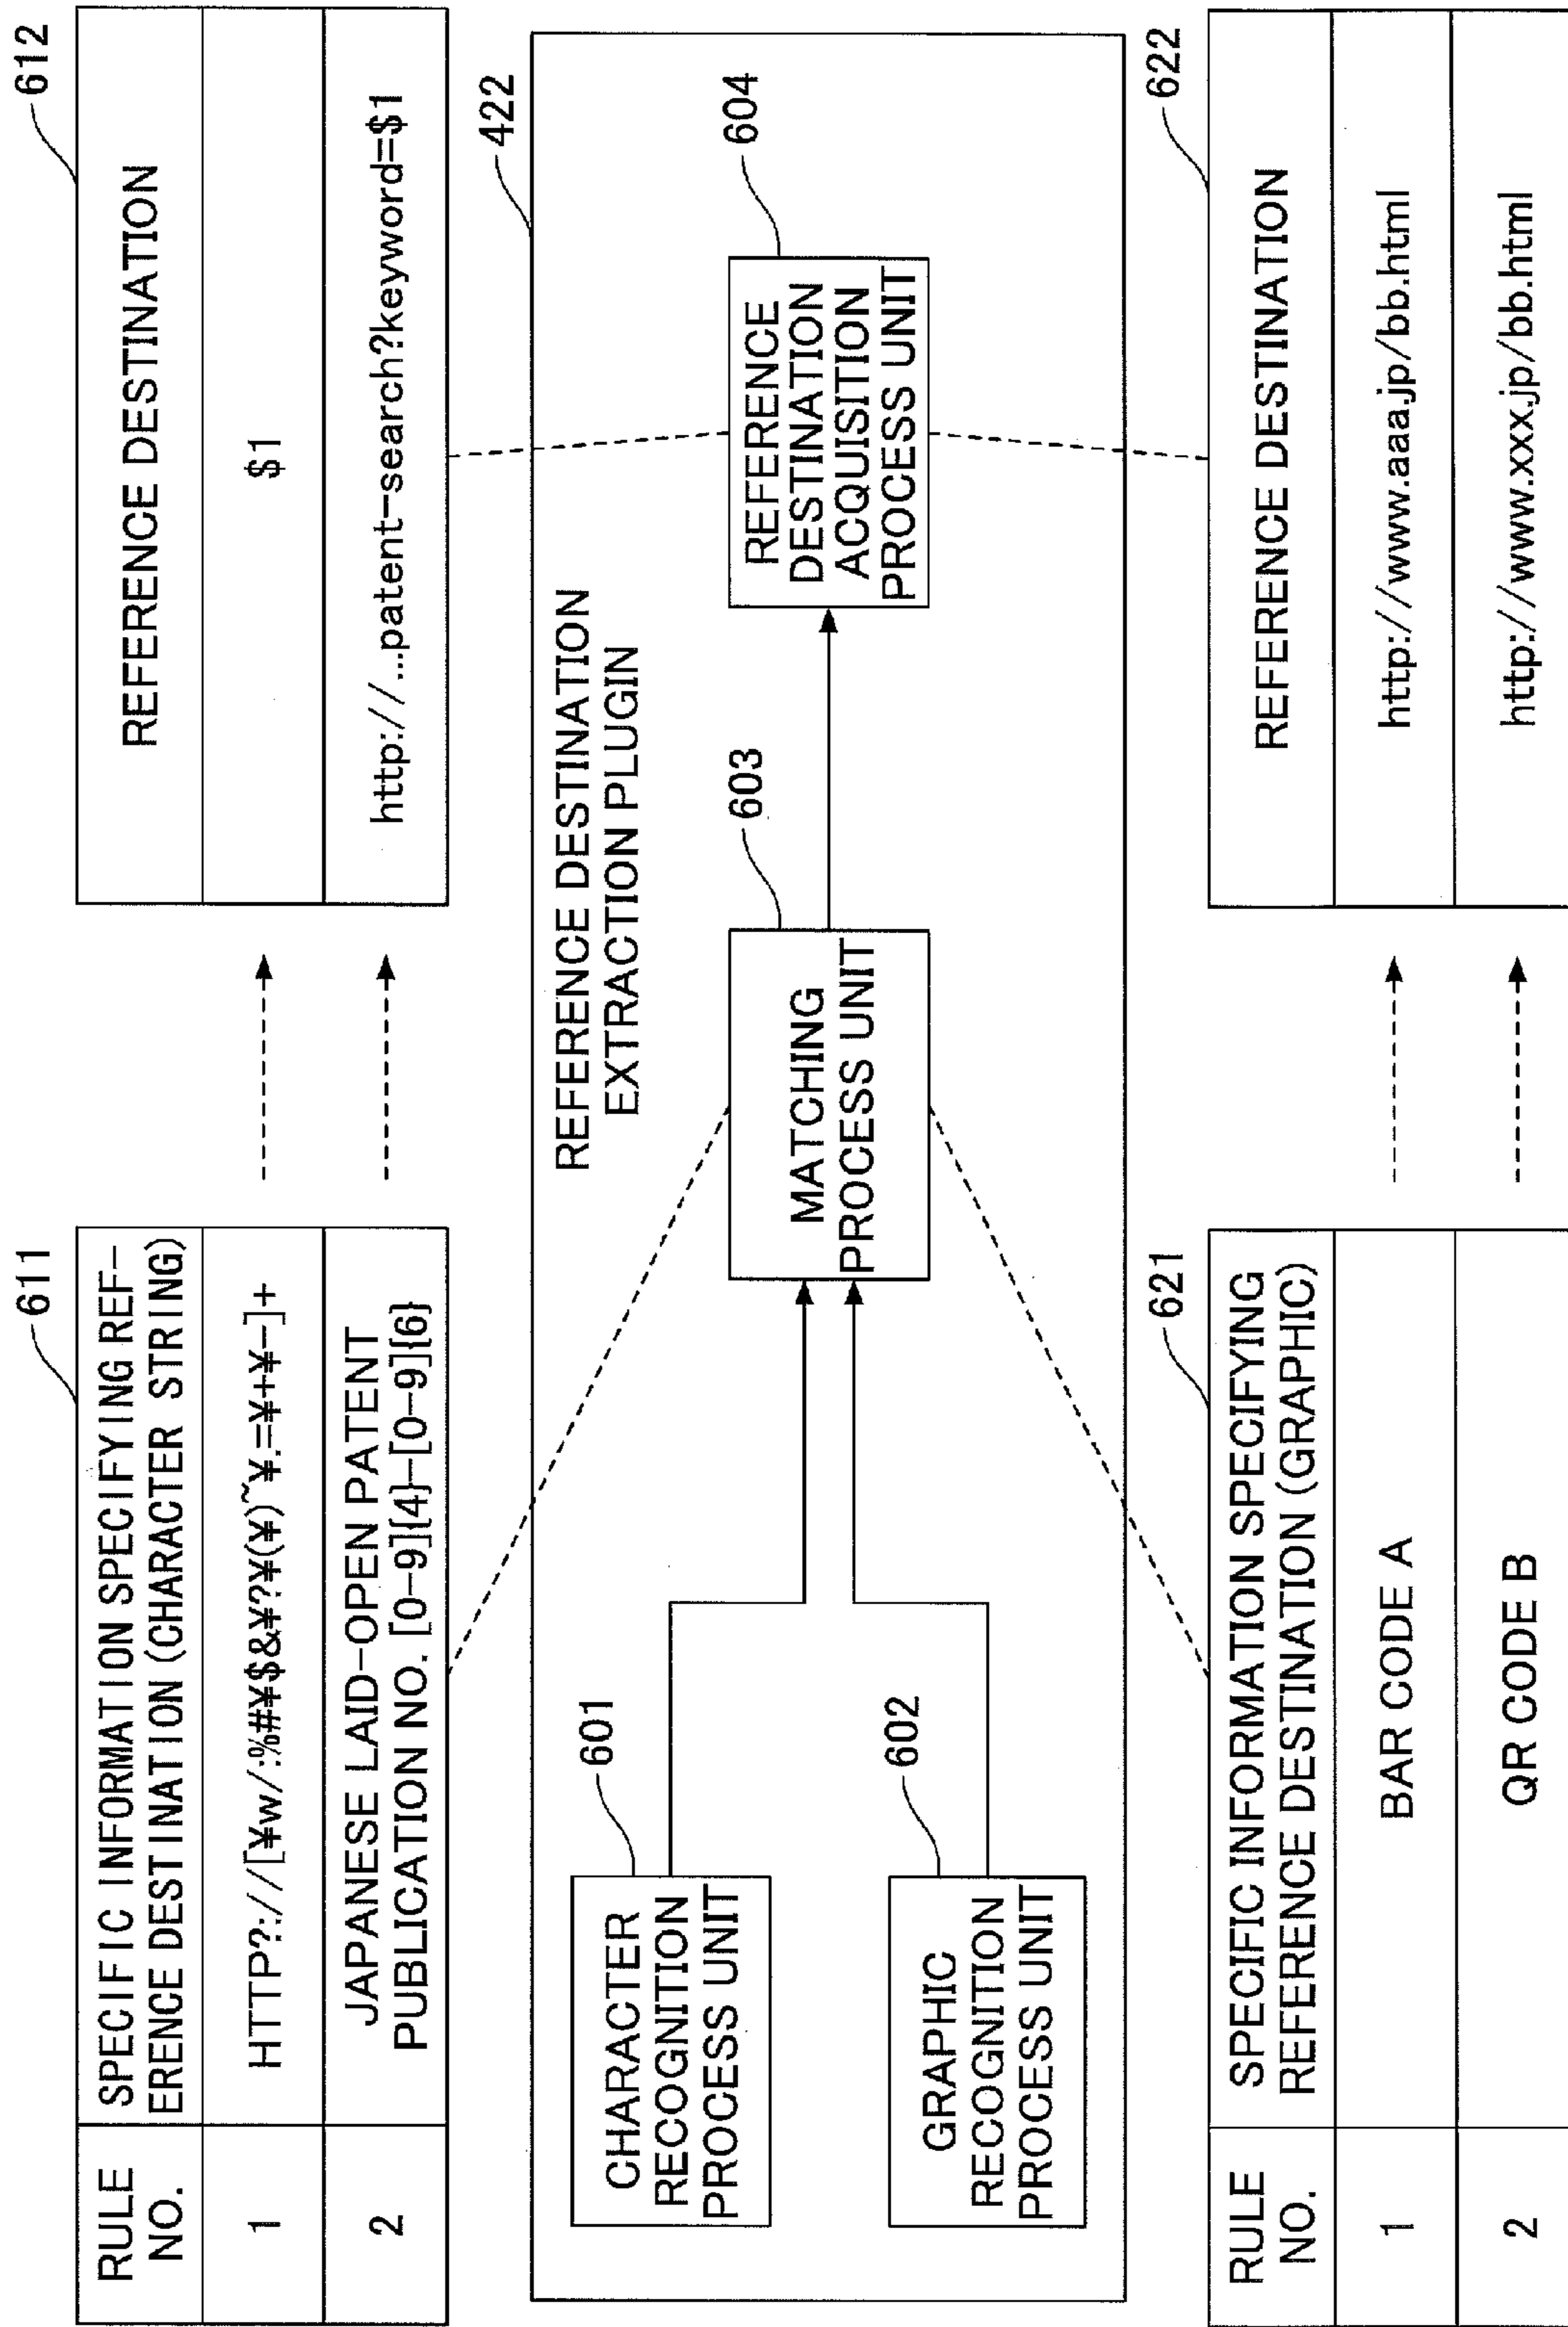 611
RULE
NO.
SPECIFIC INFORMATION SPECIFYING REF-
ERENCE DESTINATION (CHARACTER STRING)
1
HTTP?://[¥w/:%#¥$&¥?¥(¥)~¥.=¥+¥-]+
2
JAPANESE LAID-OPEN PATENT
PUBLICATION NO. [0-9]{4}-[0-9]{6}
612
REFERENCE DESTINATION
$1
http://...patent-search?keyword=$1
422
REFERENCE DESTINATION
EXTRACTION PLUGIN
601
CHARACTER
RECOGNITION
PROCESS UNIT
602
GRAPHIC
RECOGNITION
PROCESS UNIT
603
MATCHING
PROCESS UNIT
604
REFERENCE
DESTINATION
ACQUISITION
PROCESS UNIT
621
RULE
NO.
SPECIFIC INFORMATION SPECIFYING
REFERENCE DESTINATION (GRAPHIC)
1
BAR CODE A
2
QR CODE B
622
REFERENCE DESTINATION
http://www.aaa.jp/bb.html
http://www.xxx.jp/bb.html